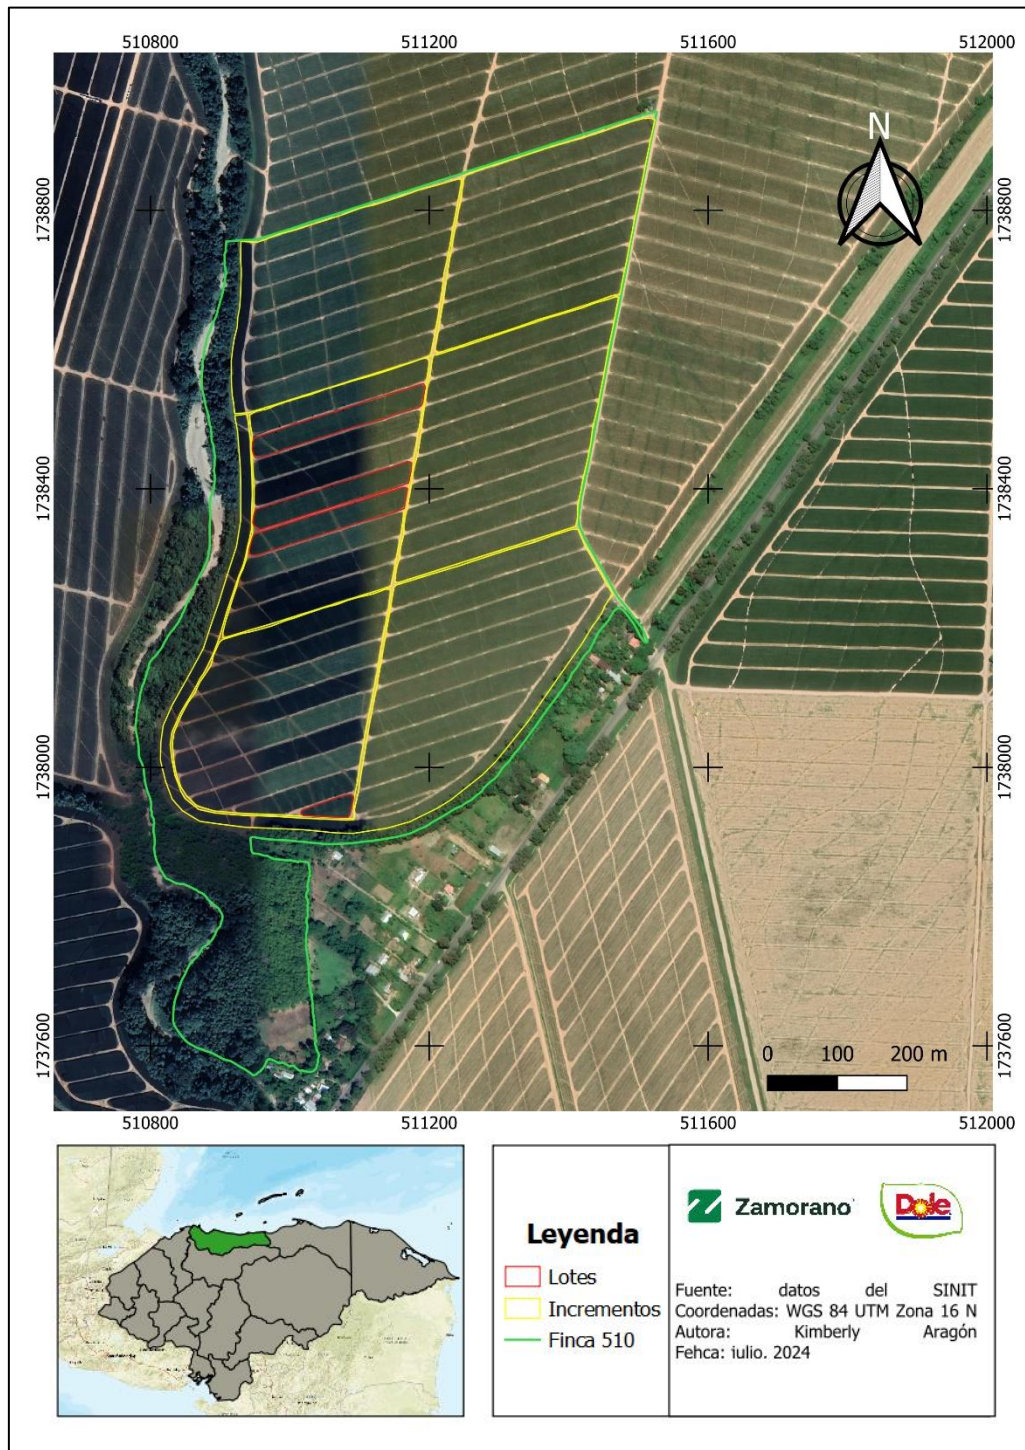 510800 511200 511600 512000
N
1738800 1738800
1738400 1738400
1738000 1738000
1737600 1737600
0 100 200 m
510800 511200 511600 512000
Leyenda
Lotes
Incrementos
Finca 510
Zamorano
Dole
Fuente: datos del SINIT
Coordenadas: WGS 84 UTM Zona 16 N
Autora: Kimberly Aragón
Fehca: iulio. 2024